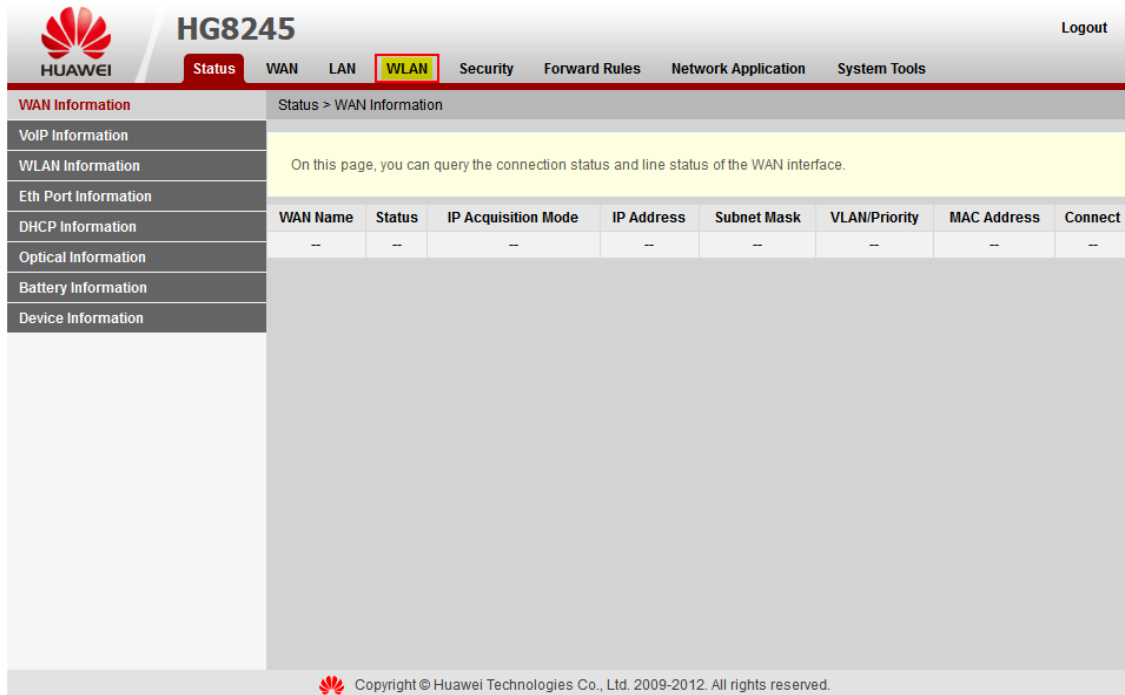 HG8245
Logout
HUAWEI
Status WAN LAN WLAN Security Forward Rules Network Application System Tools
WAN Information
Status > WAN Information
VoIP Information
WLAN Information
Eth Port Information
DHCP Information
Optical Information
Battery Information
Device Information
On this page, you can query the connection status and line status of the WAN interface.
WAN Name Status IP Acquisition Mode IP Address Subnet Mask VLAN/Priority MAC Address Connect
-- -- -- -- -- -- -- --
Copyright © Huawei Technologies Co., Ltd. 2009-2012. All rights reserved.